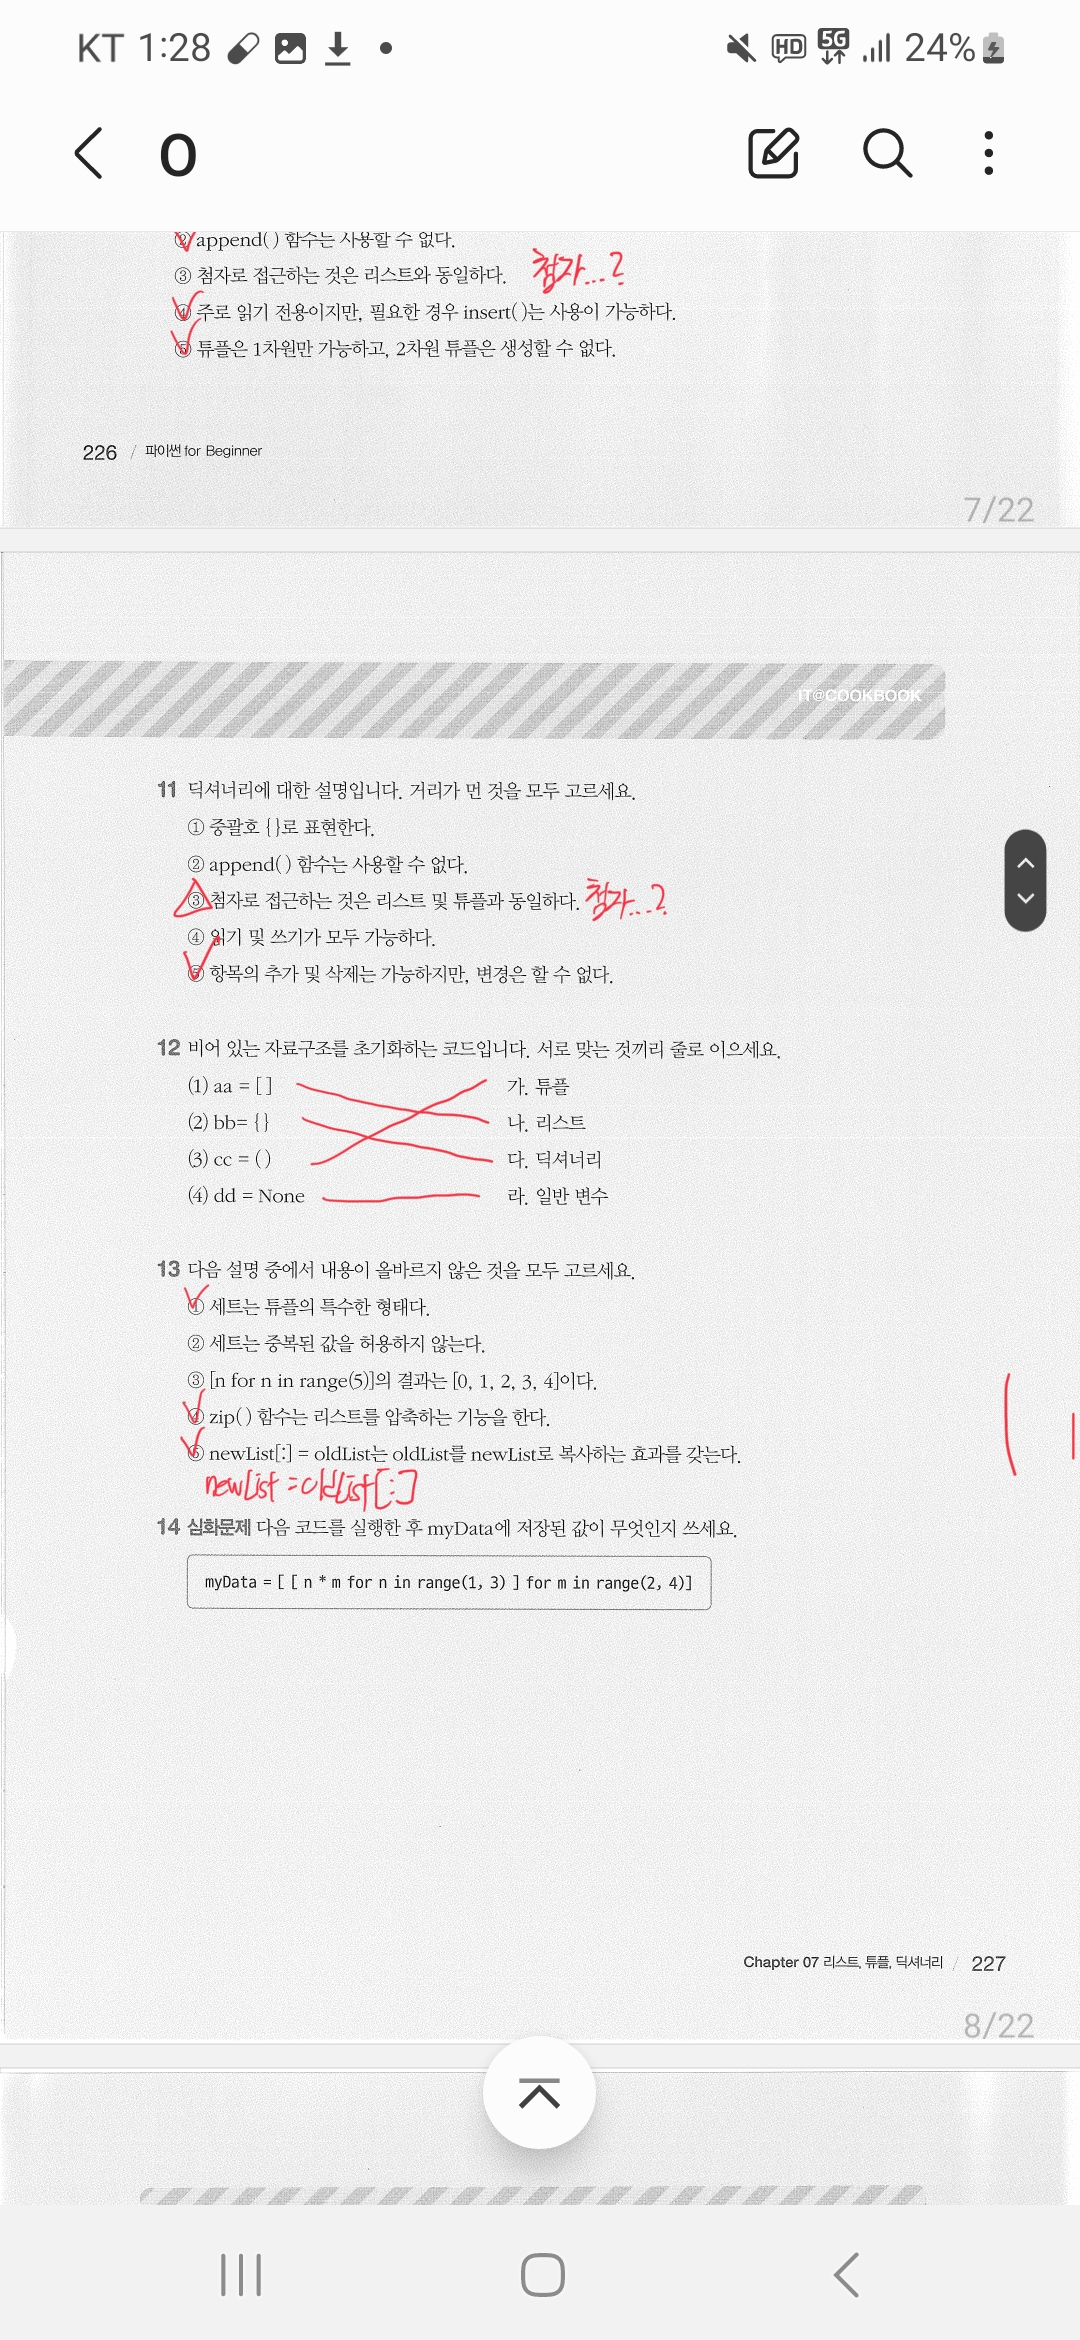 KT 1:28 HD 5G 24%
O
② append( ) 함수는 사용할 수 없다.
③ 첨자로 접근하는 것은 리스트와 동일하다. 첨자...?
④ 주로 읽기 전용이지만, 필요한 경우 insert( )는 사용이 가능하다.
⑤ 튜플은 1차원만 가능하고, 2차원 튜플은 생성할 수 없다.
226 / 파이썬 for Beginner
7/22
IT@COOKBOOK
11 딕셔너리에 대한 설명입니다. 거리가 먼 것을 모두 고르세요.
① 중괄호 { }로 표현한다.
② append( ) 함수는 사용할 수 없다.
③ 첨자로 접근하는 것은 리스트 및 튜플과 동일하다. 첨자...?
④ 읽기 및 쓰기가 모두 가능하다.
⑤ 항목의 추가 및 삭제는 가능하지만, 변경은 할 수 없다.
12 비어 있는 자료구조를 초기화하는 코드입니다. 서로 맞는 것끼리 줄로 이으세요.
(1) aa = [ ] 가. 튜플
(2) bb= { } 나. 리스트
(3) cc = ( ) 다. 딕셔너리
(4) dd = None 라. 일반 변수
13 다음 설명 중에서 내용이 올바르지 않은 것을 모두 고르세요.
① 세트는 튜플의 특수한 형태다.
② 세트는 중복된 값을 허용하지 않는다.
③ [n for n in range(5)]의 결과는 [0, 1, 2, 3, 4]이다.
④ zip( ) 함수는 리스트를 압축하는 기능을 한다.
⑤ newList[:] = oldList는 oldList를 newList로 복사하는 효과를 갖는다.
newList = oldList[:]
14 심화문제 다음 코드를 실행한 후 myData에 저장된 값이 무엇인지 쓰세요.
myData = [ [ n * m for n in range(1, 3) ] for m in range(2, 4)]
Chapter 07 리스트, 튜플, 딕셔너리 / 227
8/22